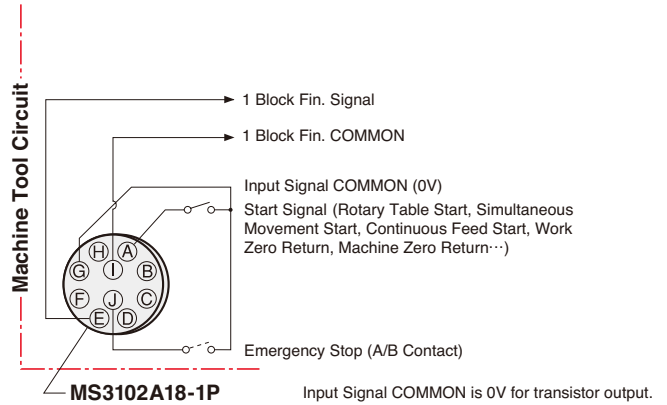 Machine Tool Circuit
1 Block Fin. Signal
1 Block Fin. COMMON
Input Signal COMMON (0V)
Start Signal (Rotary Table Start, Simultaneous
Movement Start, Continuous Feed Start, Work
Zero Return, Machine Zero Return···)
H A
G I B
F J C
E D
Emergency Stop (A/B Contact)
MS3102A18-1P
Input Signal COMMON is 0V for transistor output.